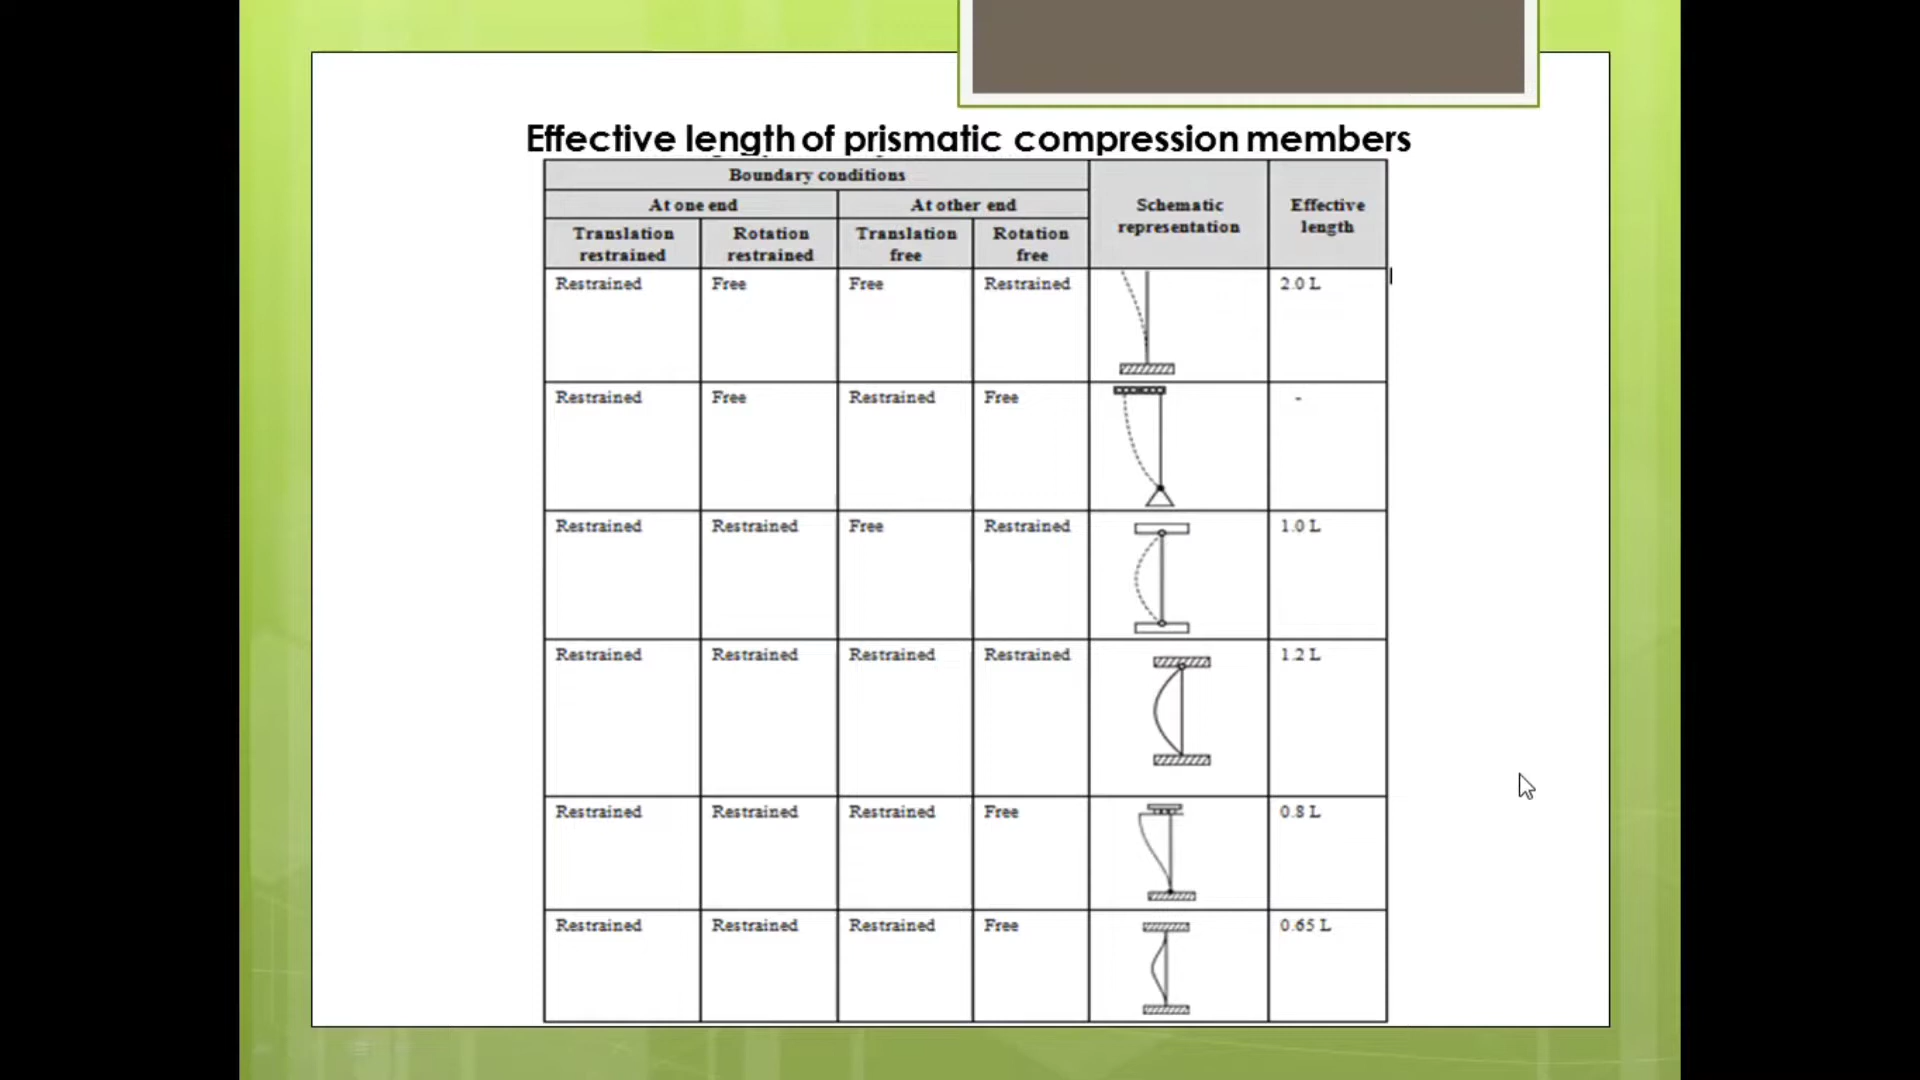 Effective length of prismatic compression members
Boundary conditions
At one end
At other end
Schematic representation
Effective length
Translation restrained
Rotation restrained
Translation free
Rotation free
Restrained Free Free Restrained 2.0 L
Restrained Free Restrained Free -
Restrained Restrained Free Restrained 1.0 L
Restrained Restrained Restrained Restrained 1.2 L
Restrained Restrained Restrained Free 0.8 L
Restrained Restrained Restrained Free 0.65 L